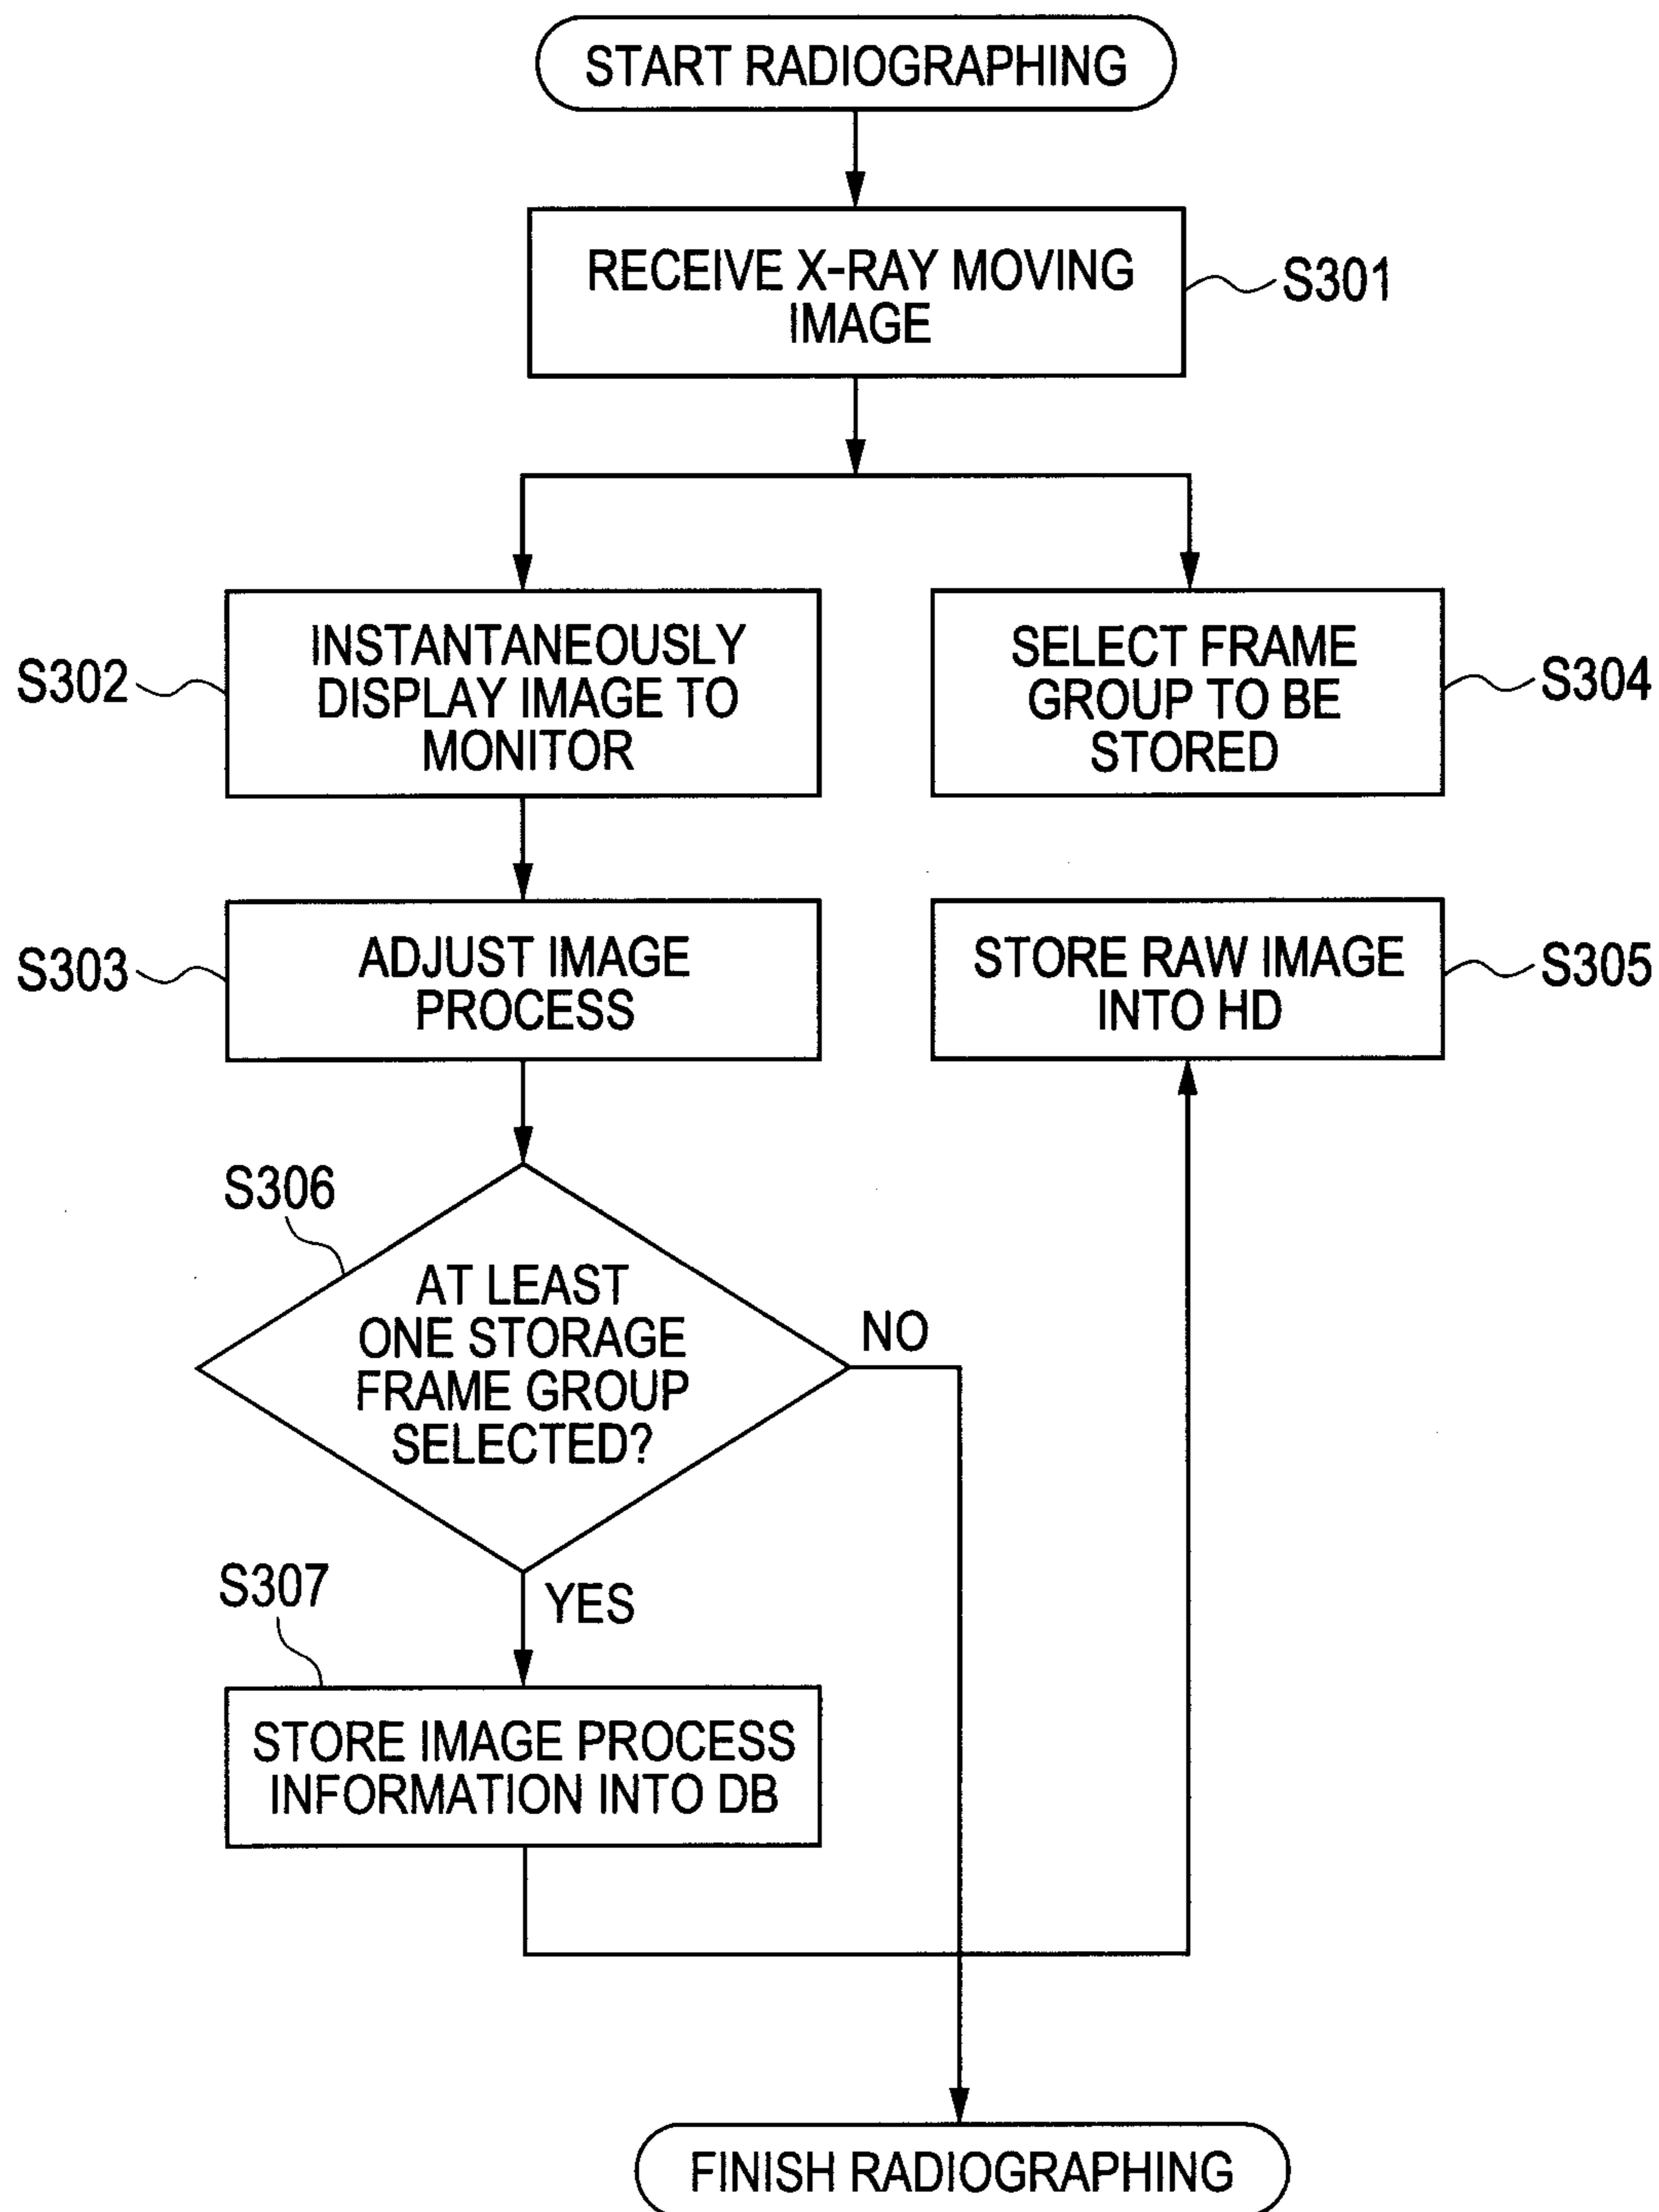 START RADIOGRAPHING
RECEIVE X-RAY MOVING
IMAGE
S301
INSTANTANEOUSLY
DISPLAY IMAGE TO
MONITOR
S302
SELECT FRAME
GROUP TO BE
STORED
S304
ADJUST IMAGE
PROCESS
S303
STORE RAW IMAGE
INTO HD
S305
S306
AT LEAST
ONE STORAGE
FRAME GROUP
SELECTED?
NO
YES
S307
STORE IMAGE PROCESS
INFORMATION INTO DB
FINISH RADIOGRAPHING